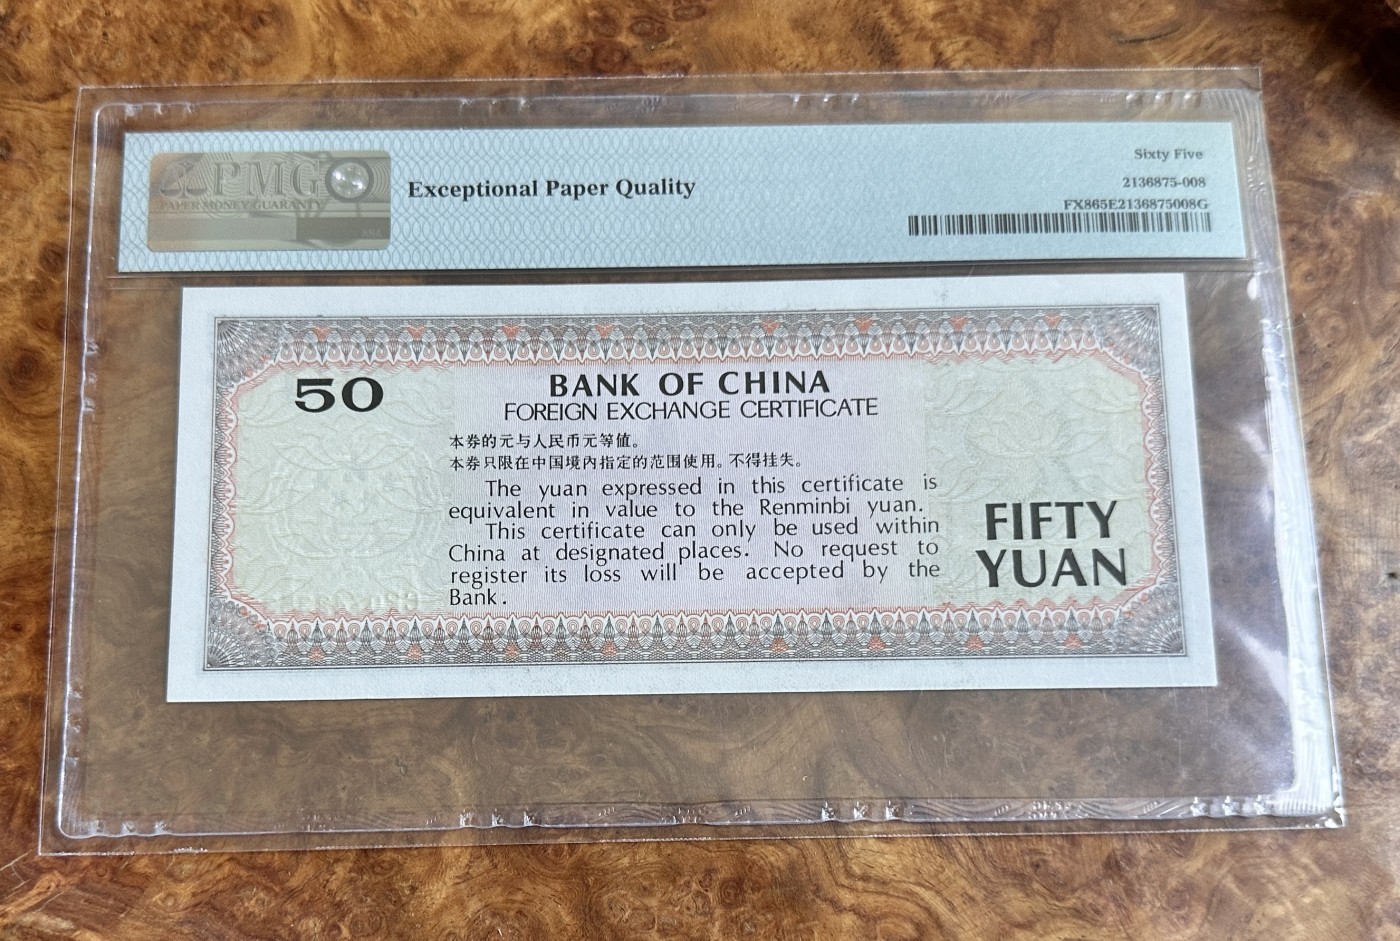 PMG
PAPER MONEY GUARANTY
Exceptional Paper Quality
Sixty Five
2136875-008
FX865E2136875008G
50
BANK OF CHINA
FOREIGN EXCHANGE CERTIFICATE
本券的元与人民币元等值。
本券只限在中国境内指定的范围使用。不得挂失。
The yuan expressed in this certificate is
equivalent in value to the Renminbi yuan.
This certificate can only be used within
China at designated places. No request to
register its loss will be accepted by the
Bank.
FIFTY
YUAN